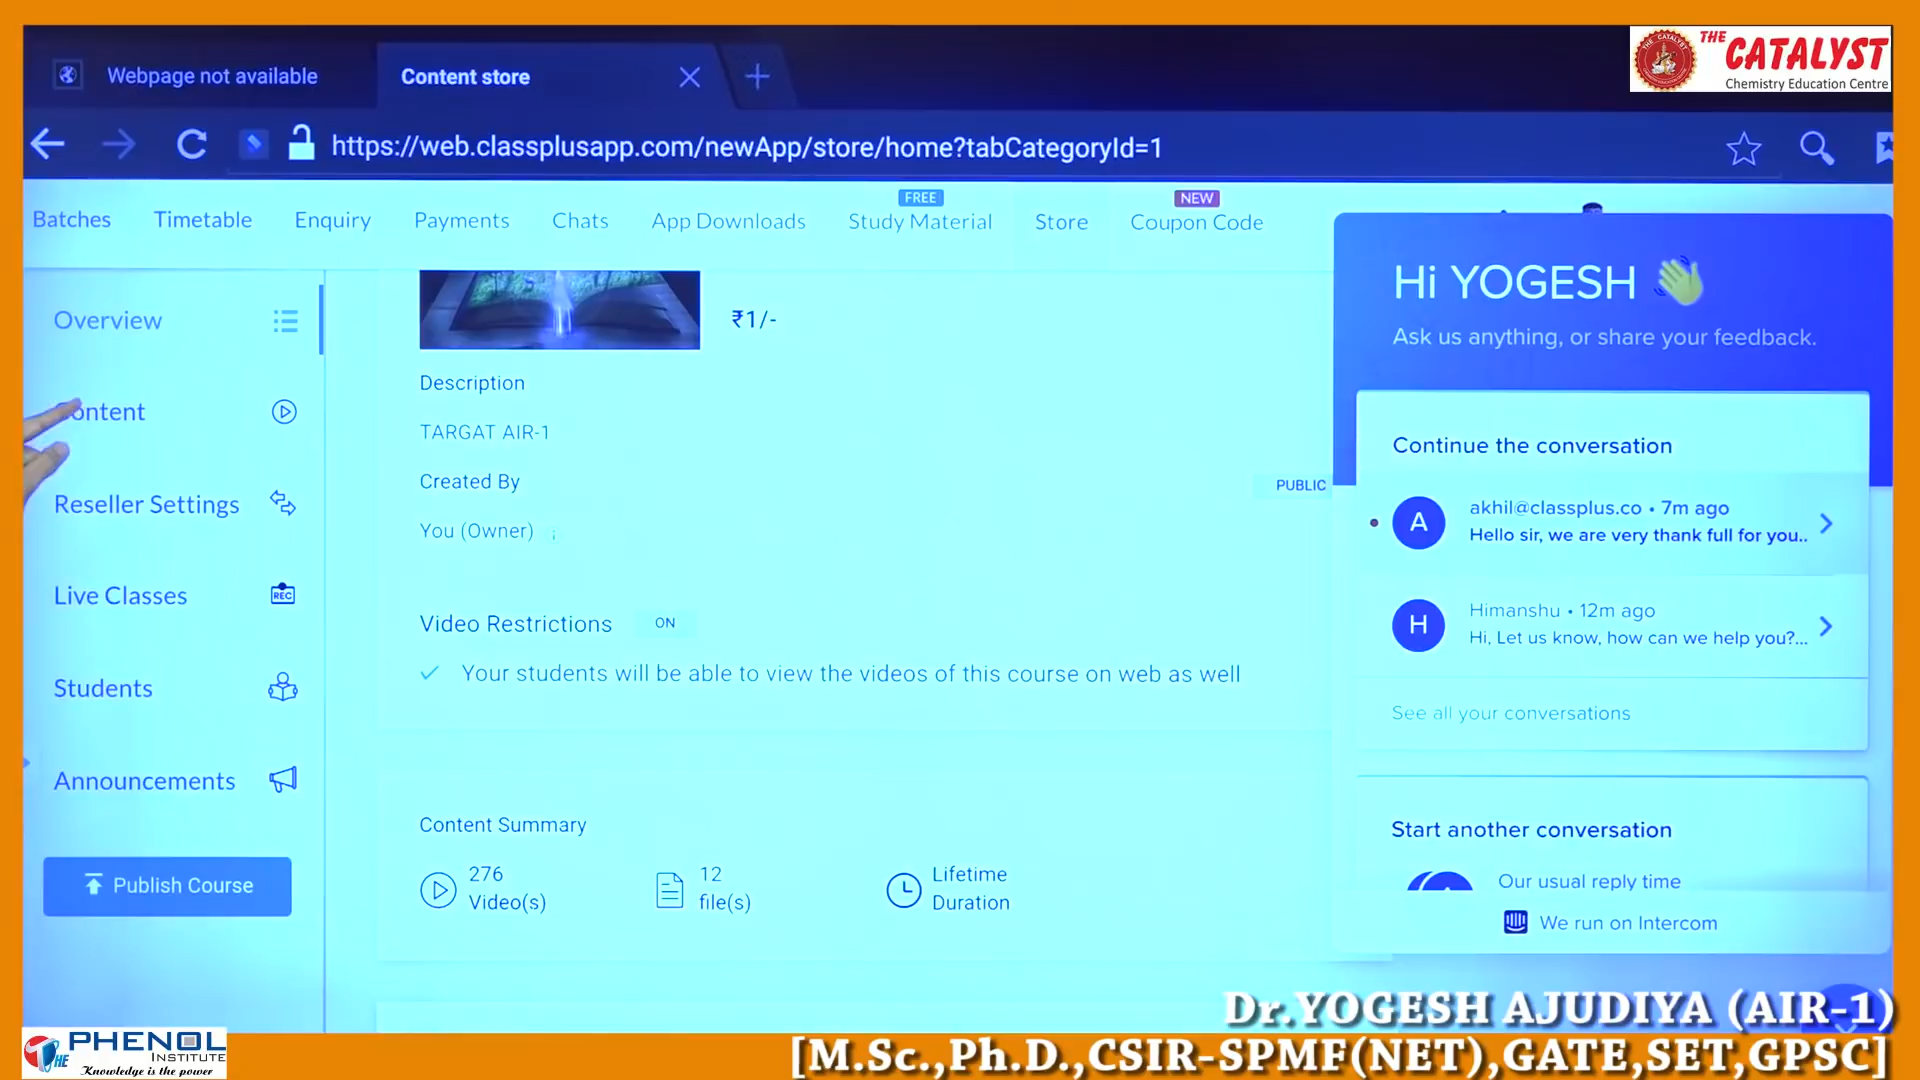 Webpage not available
Content store
THE CATALYST
Chemistry Education Centre
https://web.classplusapp.com/newApp/store/home?tabCategoryId=1
Batches
Timetable
Enquiry
Payments
Chats
App Downloads
FREE
Study Material
Store
NEW
Coupon Code
Overview
Content
Reseller Settings
Live Classes
REC
Students
Announcements
Publish Course
₹1/-
Description
TARGAT AIR-1
Created By
You (Owner)
PUBLIC
Video Restrictions ON
Your students will be able to view the videos of this course on web as well
Content Summary
276
Video(s)
12
file(s)
Lifetime
Duration
Hi YOGESH
Ask us anything, or share your feedback.
Continue the conversation
A
akhil@classplus.co • 7m ago
Hello sir, we are very thank full for you..
H
Himanshu • 12m ago
Hi, Let us know, how can we help you?...
See all your conversations
Start another conversation
Our usual reply time
We run on Intercom
Dr.YOGESH AJUDIYA (AIR-1)
[M.Sc.,Ph.D.,CSIR-SPMF(NET),GATE,SET,GPSC]
THE PHENOL
INSTITUTE
Knowledge is the power